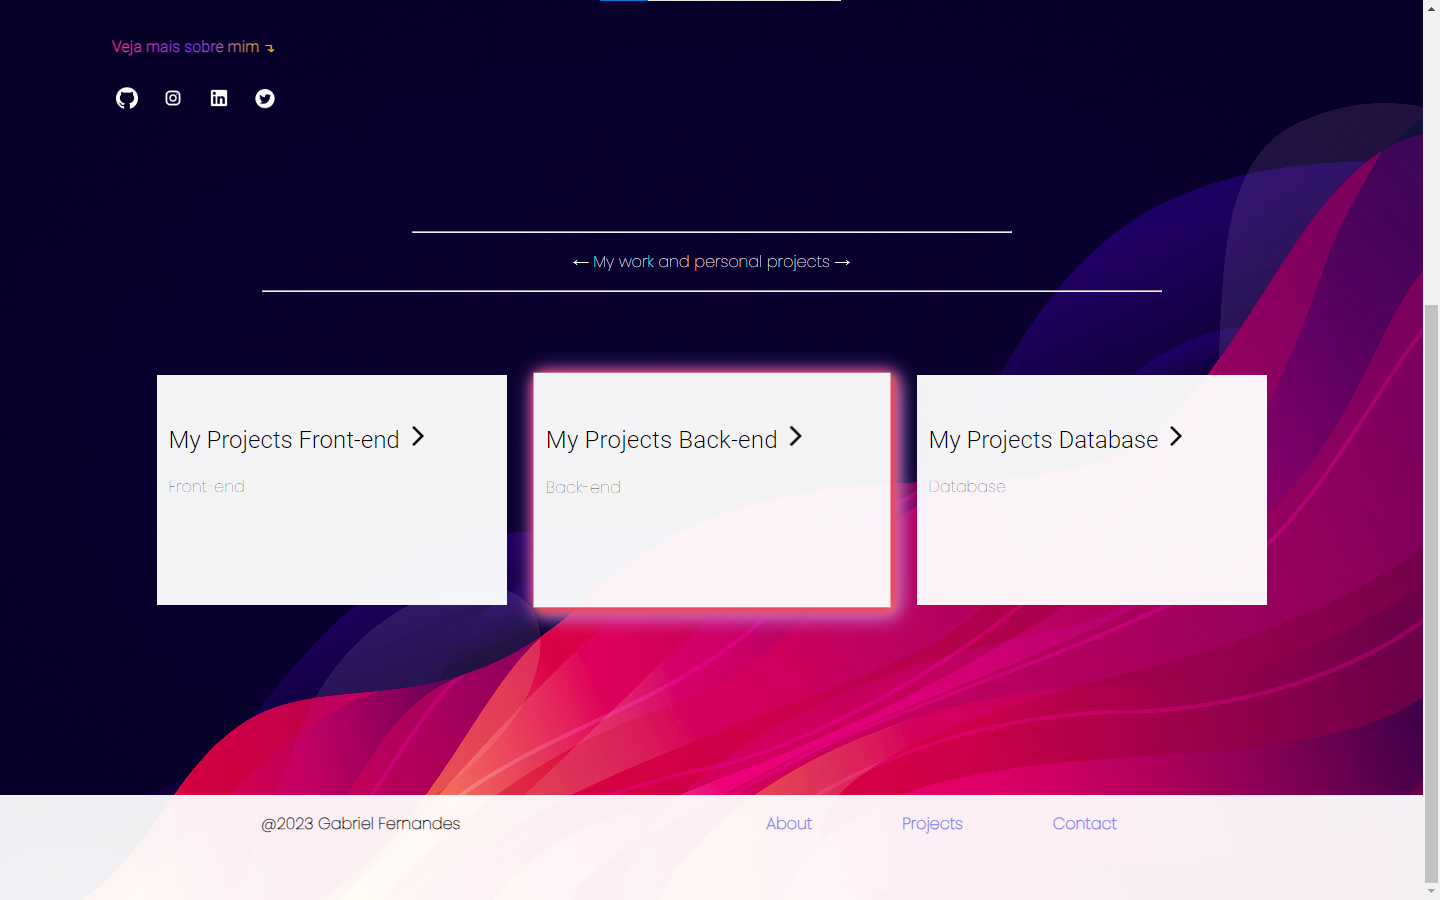 Veja mais sobre mim ↴
← My work and personal projects →
My Projects Front-end
Front-end
My Projects Back-end
Back-end
My Projects Database
Database
@2023 Gabriel Fernandes
About
Projects
Contact